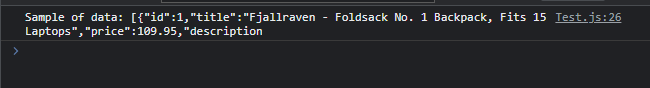 Sample of data: [{"id":1,"title":"Fjallraven - Foldsack No. 1 Backpack, Fits 15 Test.js:26
Laptops","price":109.95,"description
>